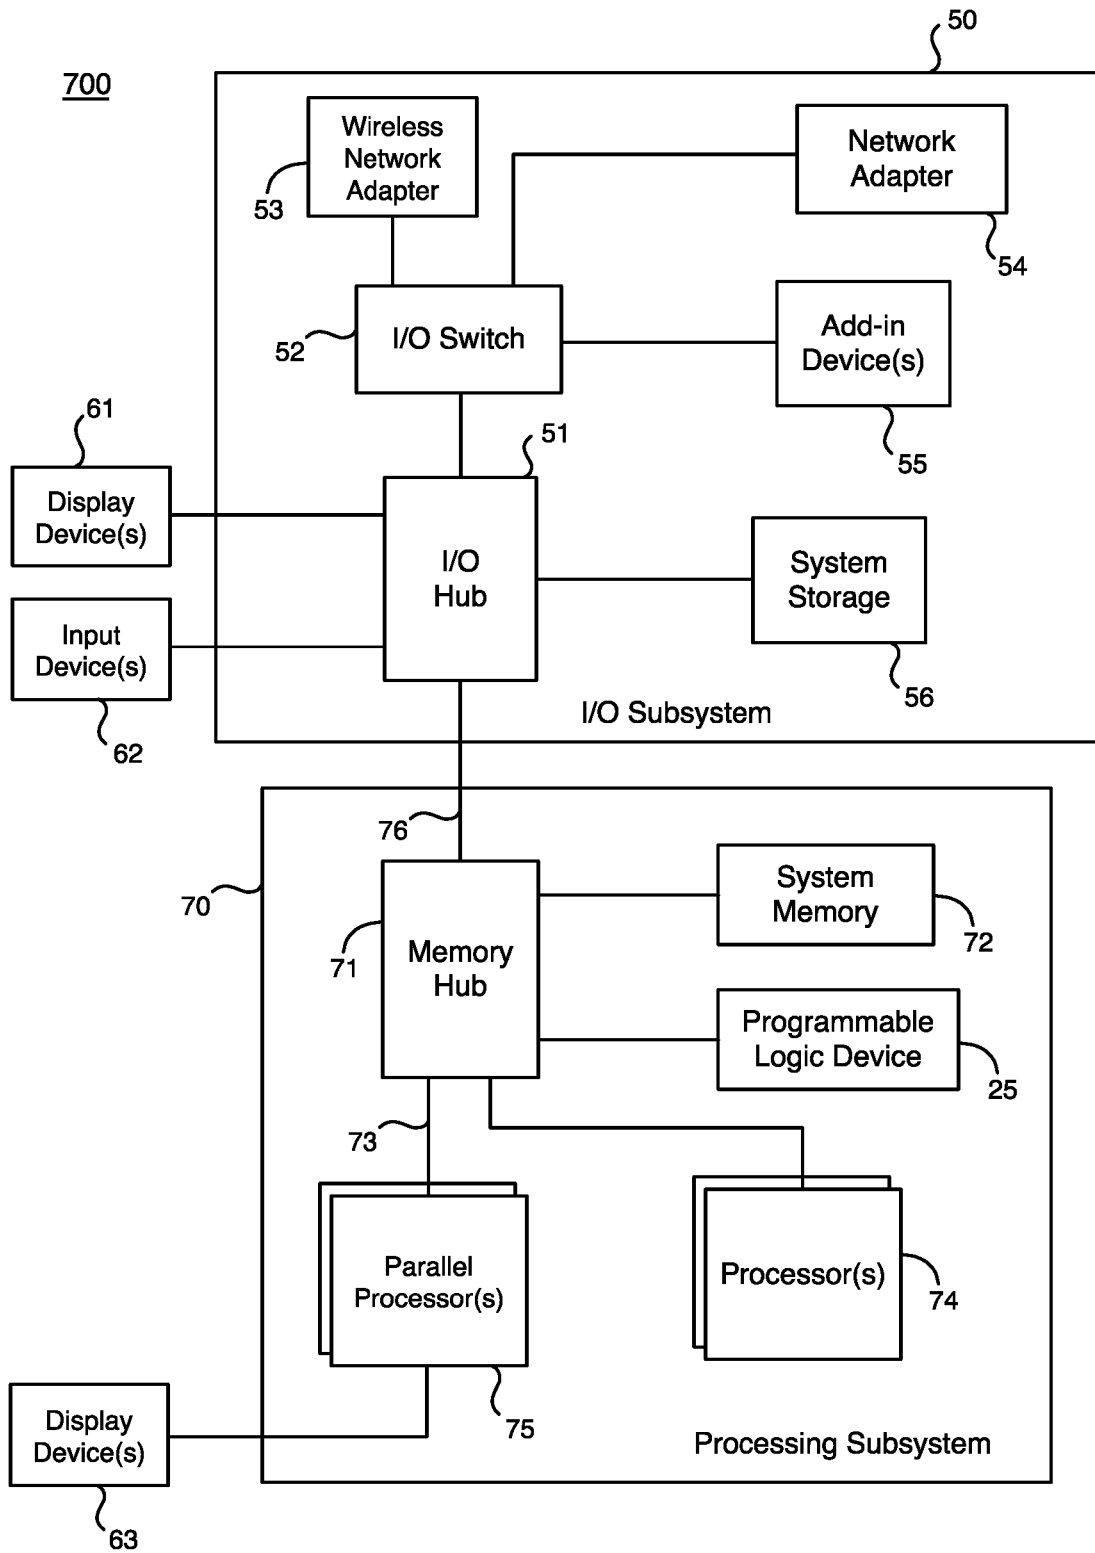 50
700
Wireless
Network
Adapter
53
Network
Adapter
54
I/O Switch
52
Add-in
Device(s)
55
61
Display
Device(s)
51
I/O
Hub
System
Storage
56
Input
Device(s)
62
I/O Subsystem
76
70
71
Memory
Hub
System
Memory
72
Programmable
Logic Device
25
73
Parallel
Processor(s)
75
Processor(s)
74
Display
Device(s)
63
Processing Subsystem